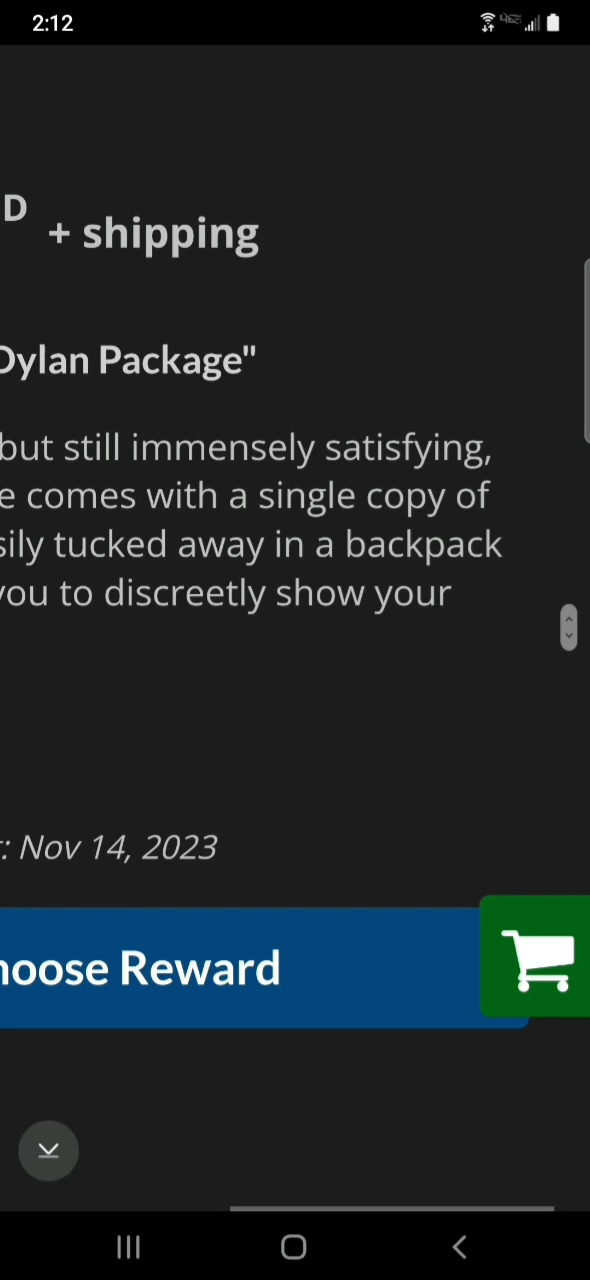 2:12
D
+ shipping
Dylan Package"
but still immensely satisfying,
e comes with a single copy of
sily tucked away in a backpack
you to discreetly show your
: Nov 14, 2023
hoose Reward